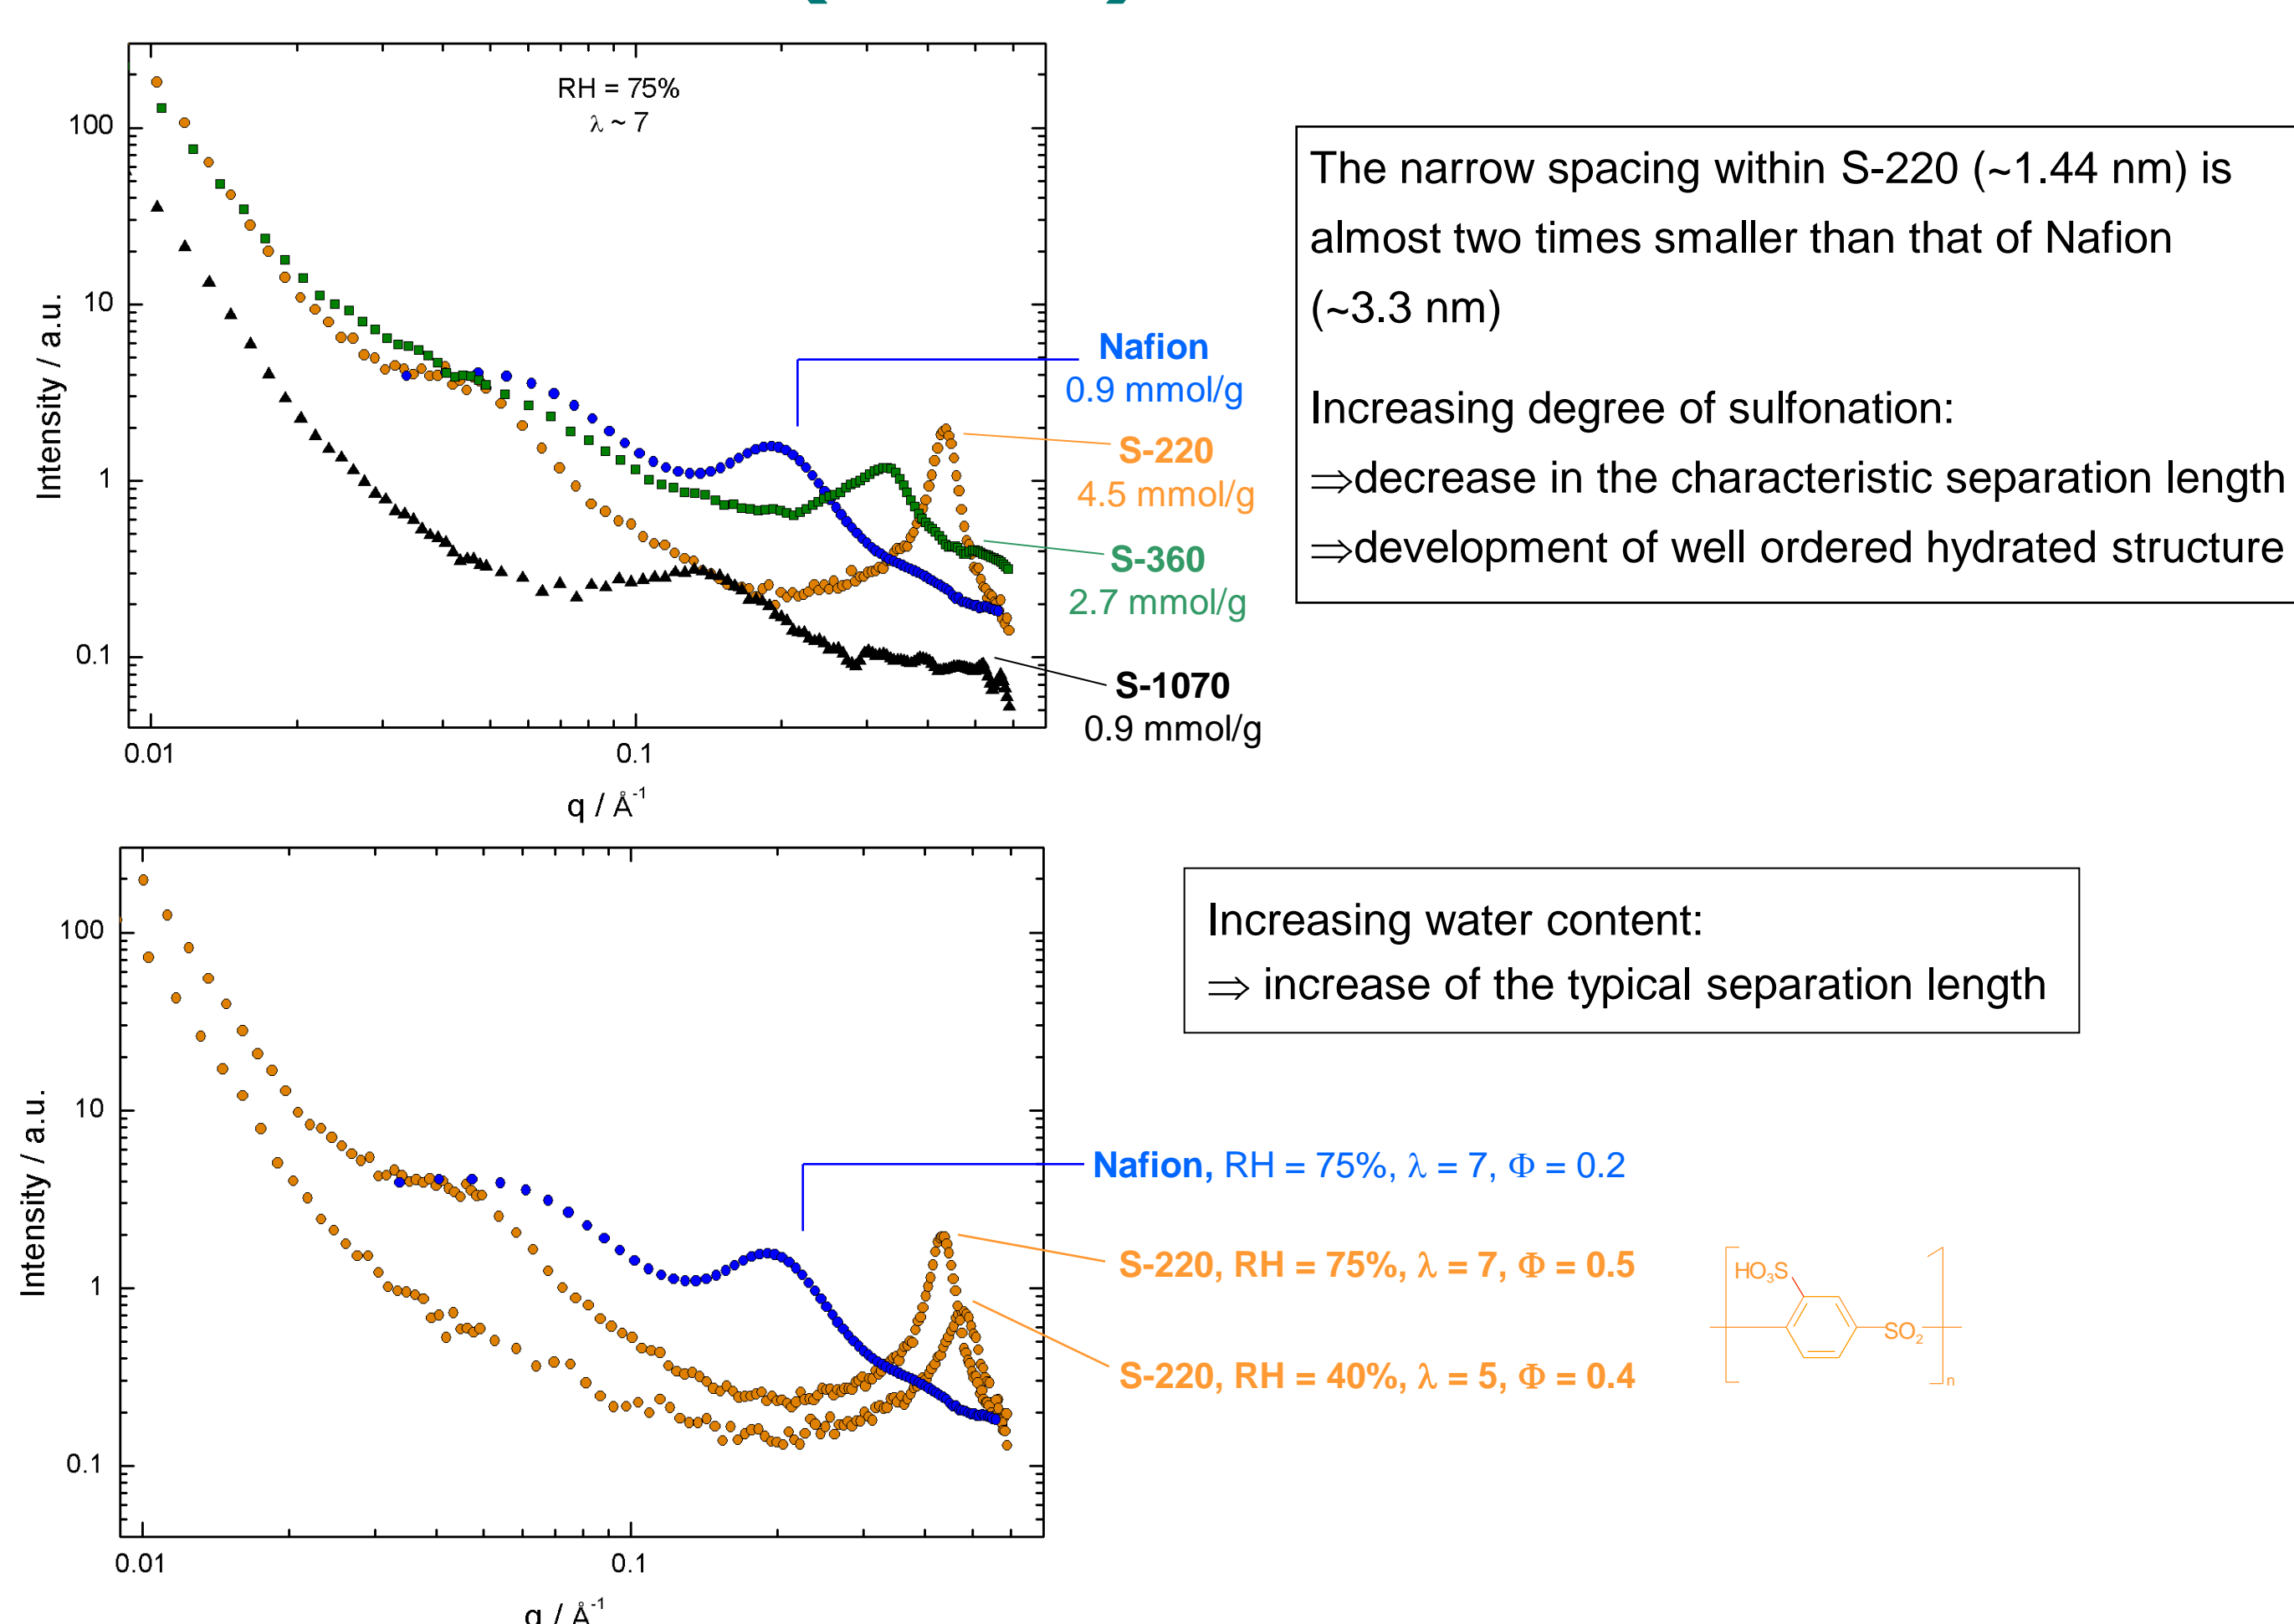 RH = 75%
λ ~ 7
100
10
1
0.1
Intensity / a.u.
0.01
0.1
q / Å⁻¹
Nafion
0.9 mmol/g
S-220
4.5 mmol/g
S-360
2.7 mmol/g
S-1070
0.9 mmol/g
The narrow spacing within S-220 (~1.44 nm) is
almost two times smaller than that of Nafion
(~3.3 nm)
Increasing degree of sulfonation:
⇒decrease in the characteristic separation length
⇒development of well ordered hydrated structure
100
10
1
0.1
Intensity / a.u.
0.01
0.1
q / Å⁻¹
Increasing water content:
⇒ increase of the typical separation length
Nafion, RH = 75%, λ = 7, Φ = 0.2
S-220, RH = 75%, λ = 7, Φ = 0.5
S-220, RH = 40%, λ = 5, Φ = 0.4
HO₃S
SO₂
n